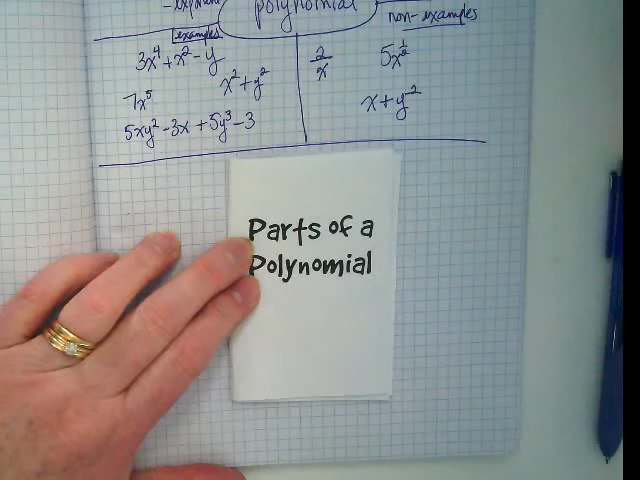 polynomial
non-examples
examples
3x⁴+x²-y
x²+y²
7x⁵
5xy²-3x+5y³-3
2/x
5x^½
x+y⁻²
Parts of a
Polynomial